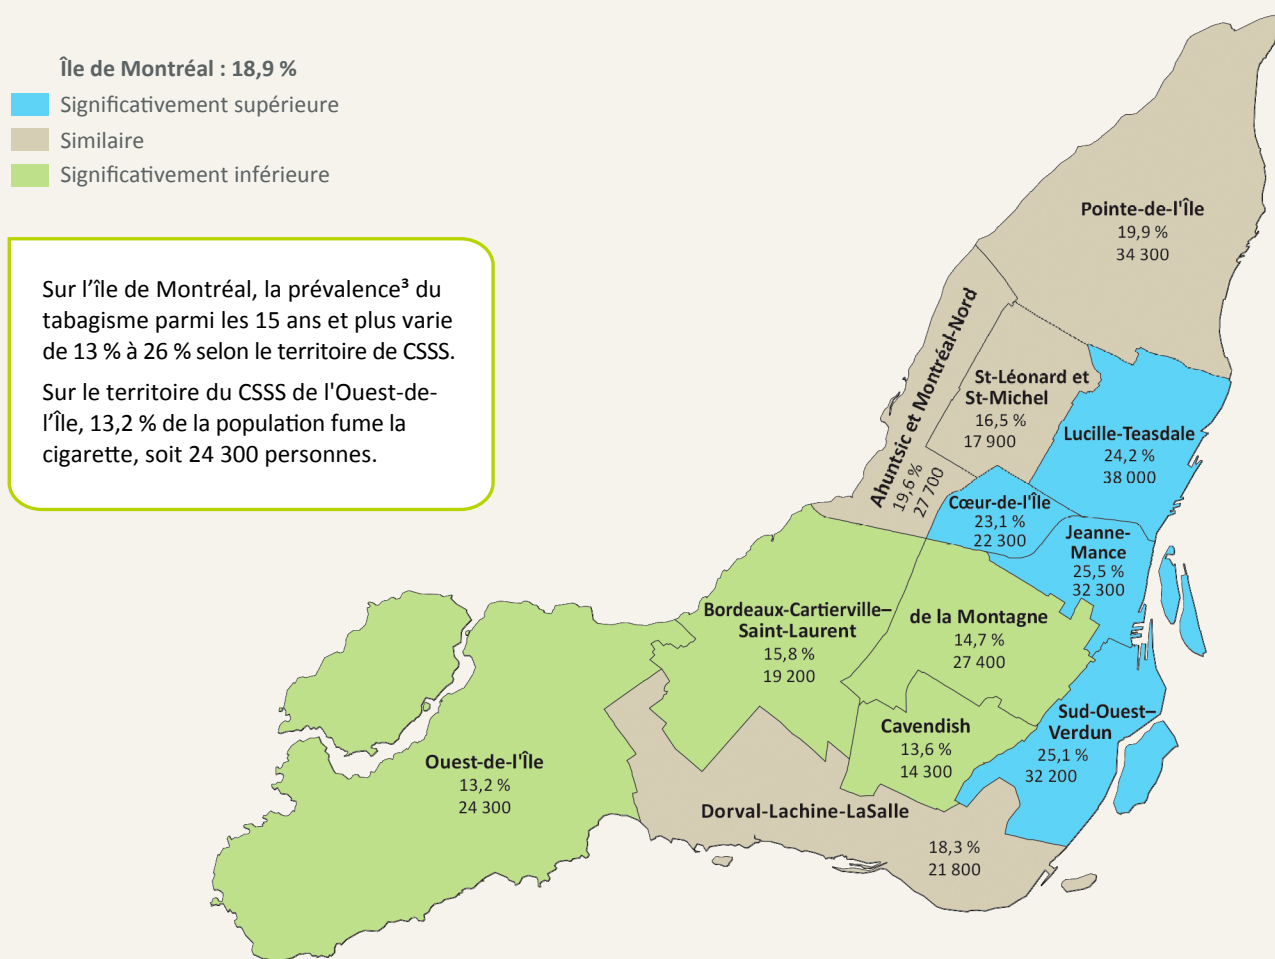 Île de Montréal : 18,9 %
Significativement supérieure
Similaire
Significativement inférieure
Sur l'île de Montréal, la prévalence³ du
tabagisme parmi les 15 ans et plus varie
de 13 % à 26 % selon le territoire de CSSS.
Sur le territoire du CSSS de l'Ouest-de-
l'Île, 13,2 % de la population fume la
cigarette, soit 24 300 personnes.
Pointe-de-l'Île
19,9 %
34 300
Ahuntsic et Montréal-Nord
19,6 %
27 700
St-Léonard et
St-Michel
16,5 %
17 900
Lucille-Teasdale
24,2 %
38 000
Cœur-de-l'Île
23,1 %
22 300
Jeanne-
Mance
25,5 %
32 300
Bordeaux-Cartierville–
Saint-Laurent
15,8 %
19 200
de la Montagne
14,7 %
27 400
Cavendish
13,6 %
14 300
Sud-Ouest–
Verdun
25,1 %
32 200
Ouest-de-l'Île
13,2 %
24 300
Dorval-Lachine-LaSalle
18,3 %
21 800